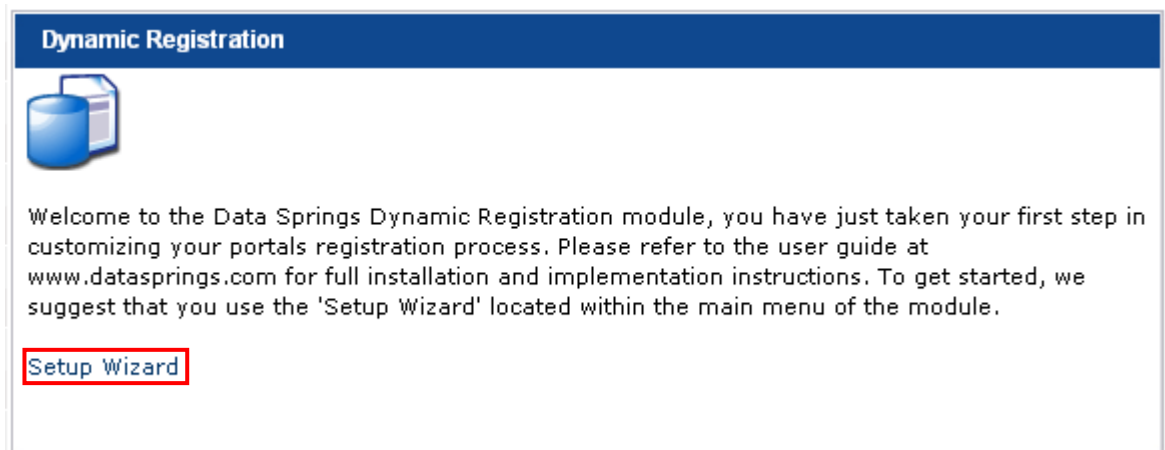 Dynamic Registration
Welcome to the Data Springs Dynamic Registration module, you have just taken your first step in
customizing your portals registration process. Please refer to the user guide at
www.datasprings.com for full installation and implementation instructions. To get started, we
suggest that you use the 'Setup Wizard' located within the main menu of the module.
Setup Wizard